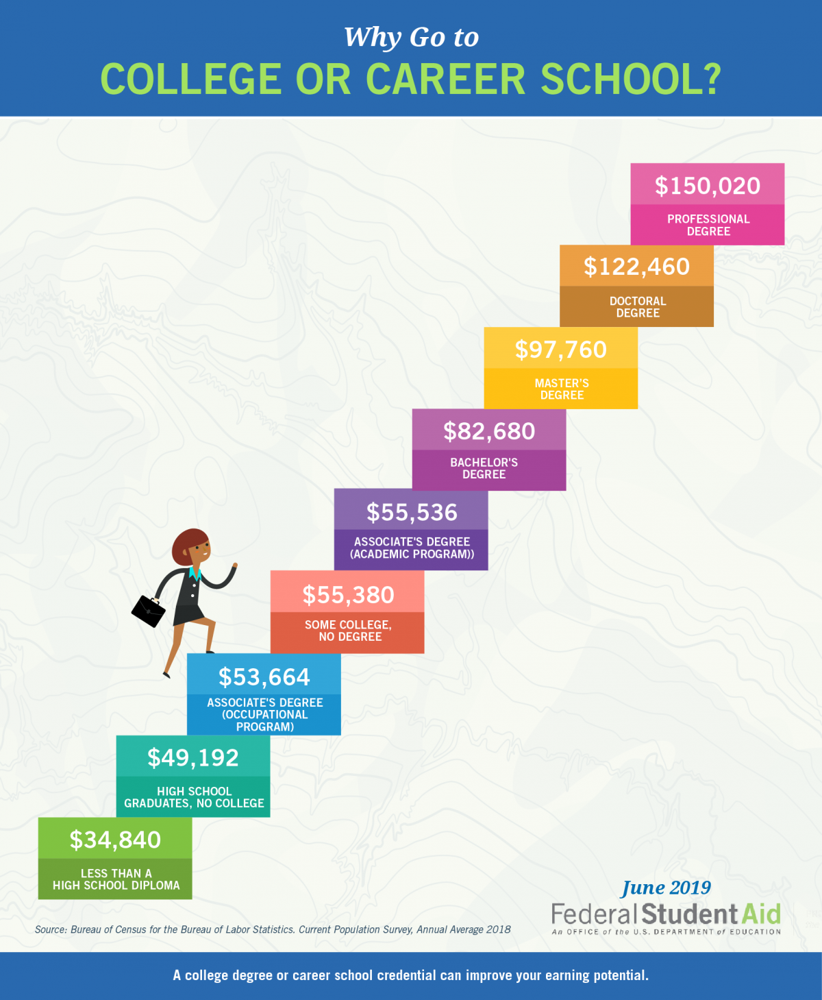 Why Go to
COLLEGE OR CAREER SCHOOL?
$150,020
PROFESSIONAL
DEGREE
$122,460
DOCTORAL
DEGREE
$97,760
MASTER'S
DEGREE
$82,680
BACHELOR'S
DEGREE
$55,536
ASSOCIATE'S DEGREE
(ACADEMIC PROGRAM))
$55,380
SOME COLLEGE,
NO DEGREE
$53,664
ASSOCIATE'S DEGREE
(OCCUPATIONAL
PROGRAM)
$49,192
HIGH SCHOOL
GRADUATES, NO COLLEGE
$34,840
LESS THAN A
HIGH SCHOOL DIPLOMA
June 2019
Federal Student Aid
An OFFICE of the U.S. DEPARTMENT of EDUCATION
Source: Bureau of Census for the Bureau of Labor Statistics. Current Population Survey, Annual Average 2018
A college degree or career school credential can improve your earning potential.